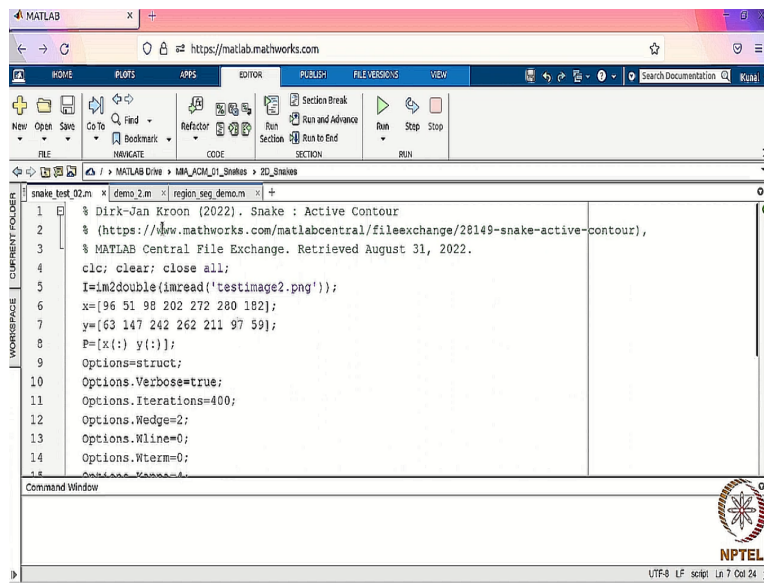 MATLAB x +
https://matlab.mathworks.com
HOME PLOTS APPS EDITOR PUBLISH FILE VERSIONS VIEW Search Documentation Kunal
New Open Save Go To Find Bookmark Refactor Run Section Section Break Run and Advance Run to End Run Step Stop
FILE NAVIGATE CODE SECTION RUN
/ > MATLAB Drive > MIA_ACM_01_Snakes > 2D_Snakes
CURRENT FOLDER
WORKSPACE
snake_test_02.m x demo_2.m x region_seg_demo.m x +
1 % Dirk-Jan Kroon (2022). Snake : Active Contour
2 % (https://www.mathworks.com/matlabcentral/fileexchange/28149-snake-active-contour),
3 % MATLAB Central File Exchange. Retrieved August 31, 2022.
4 clc; clear; close all;
5 I=im2double(imread('testimage2.png'));
6 x=[96 51 98 202 272 280 182];
7 y=[63 147 242 262 211 97 59];
8 P=[x(:) y(:)];
9 Options=struct;
10 Options.Verbose=true;
11 Options.Iterations=400;
12 Options.Wedge=2;
13 Options.Wline=0;
14 Options.Wterm=0;
15 Options.Kappa=4;
Command Window
NPTEL
UTF-8 LF script Ln 7 Col 24